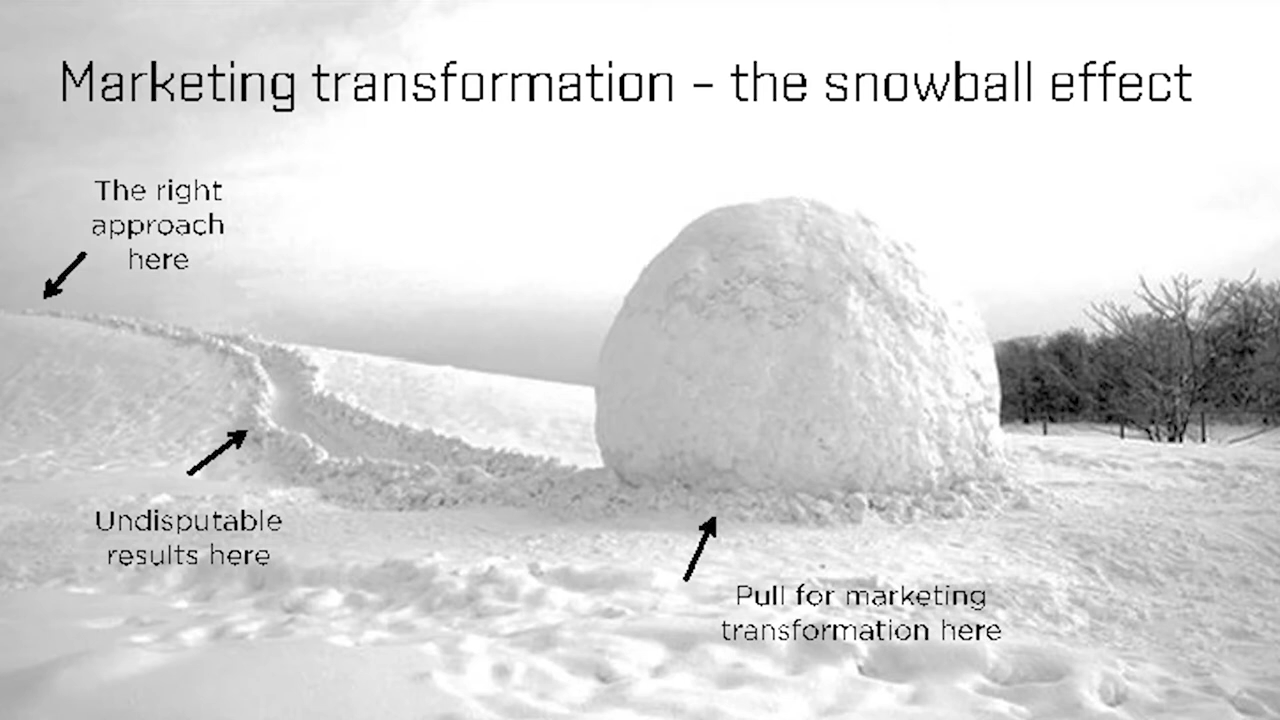 Marketing transformation – the snowball effect
The right
approach
here
Undisputable
results here
Pull for marketing
transformation here